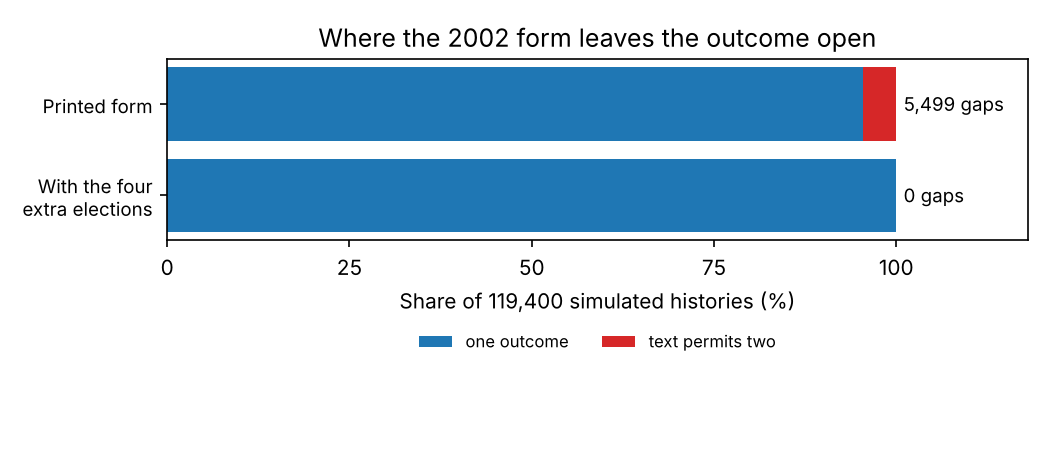 Where the 2002 form leaves the outcome open
Printed form
5,499 gaps
With the four
extra elections
0 gaps
0
25
50
75
100
Share of 119,400 simulated histories (%)
one outcome
text permits two